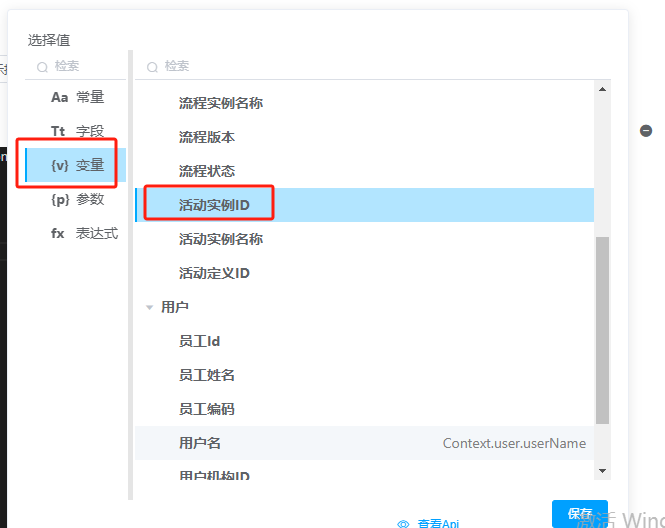 选择值
检索
检索
Aa 常量
Tt 字段
{v} 变量
{p} 参数
fx 表达式
流程实例名称
流程版本
流程状态
活动实例ID
活动实例名称
活动定义ID
用户
员工Id
员工姓名
员工编码
用户名 Context.user.userName
用户机构ID
查看Api
保存
激活 Wind